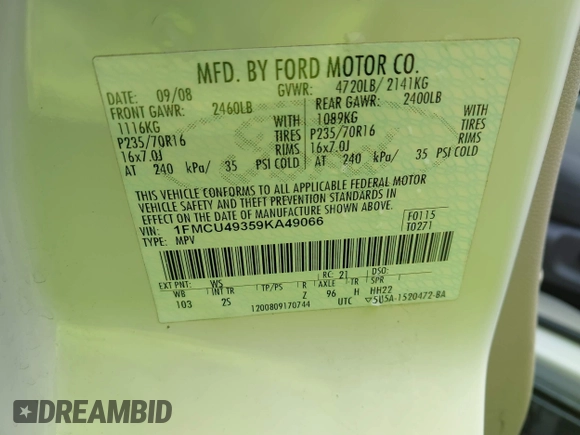 MFD. BY FORD MOTOR CO.
DATE: 09/08 GVWR: 4720LB/ 2141KG
FRONT GAWR: 2460LB REAR GAWR: 2400LB
1116KG 1089KG
P235/70R16 TIRES P235/70R16 TIRES
16x7.0J RIMS 16x7.0J RIMS
AT 240 kPa/ 35 PSI COLD AT 240 kPa/ 35 PSI COLD
THIS VEHICLE CONFORMS TO ALL APPLICABLE FEDERAL MOTOR
VEHICLE SAFETY AND THEFT PREVENTION STANDARDS IN EFFECT
ON THE DATE OF MANUFACTURE SHOWN ABOVE.
VIN: 1FMCU49359KA49066 F0115
TYPE: MPV T0271
EXT PNT: WS RC: 21 DSO:
WB INT TR TP/PS R AXLE TR SPR
103 2S Z 96 H HH22
1200809170744 UTC ▽5U5A-1520472-BA
DREAMBID